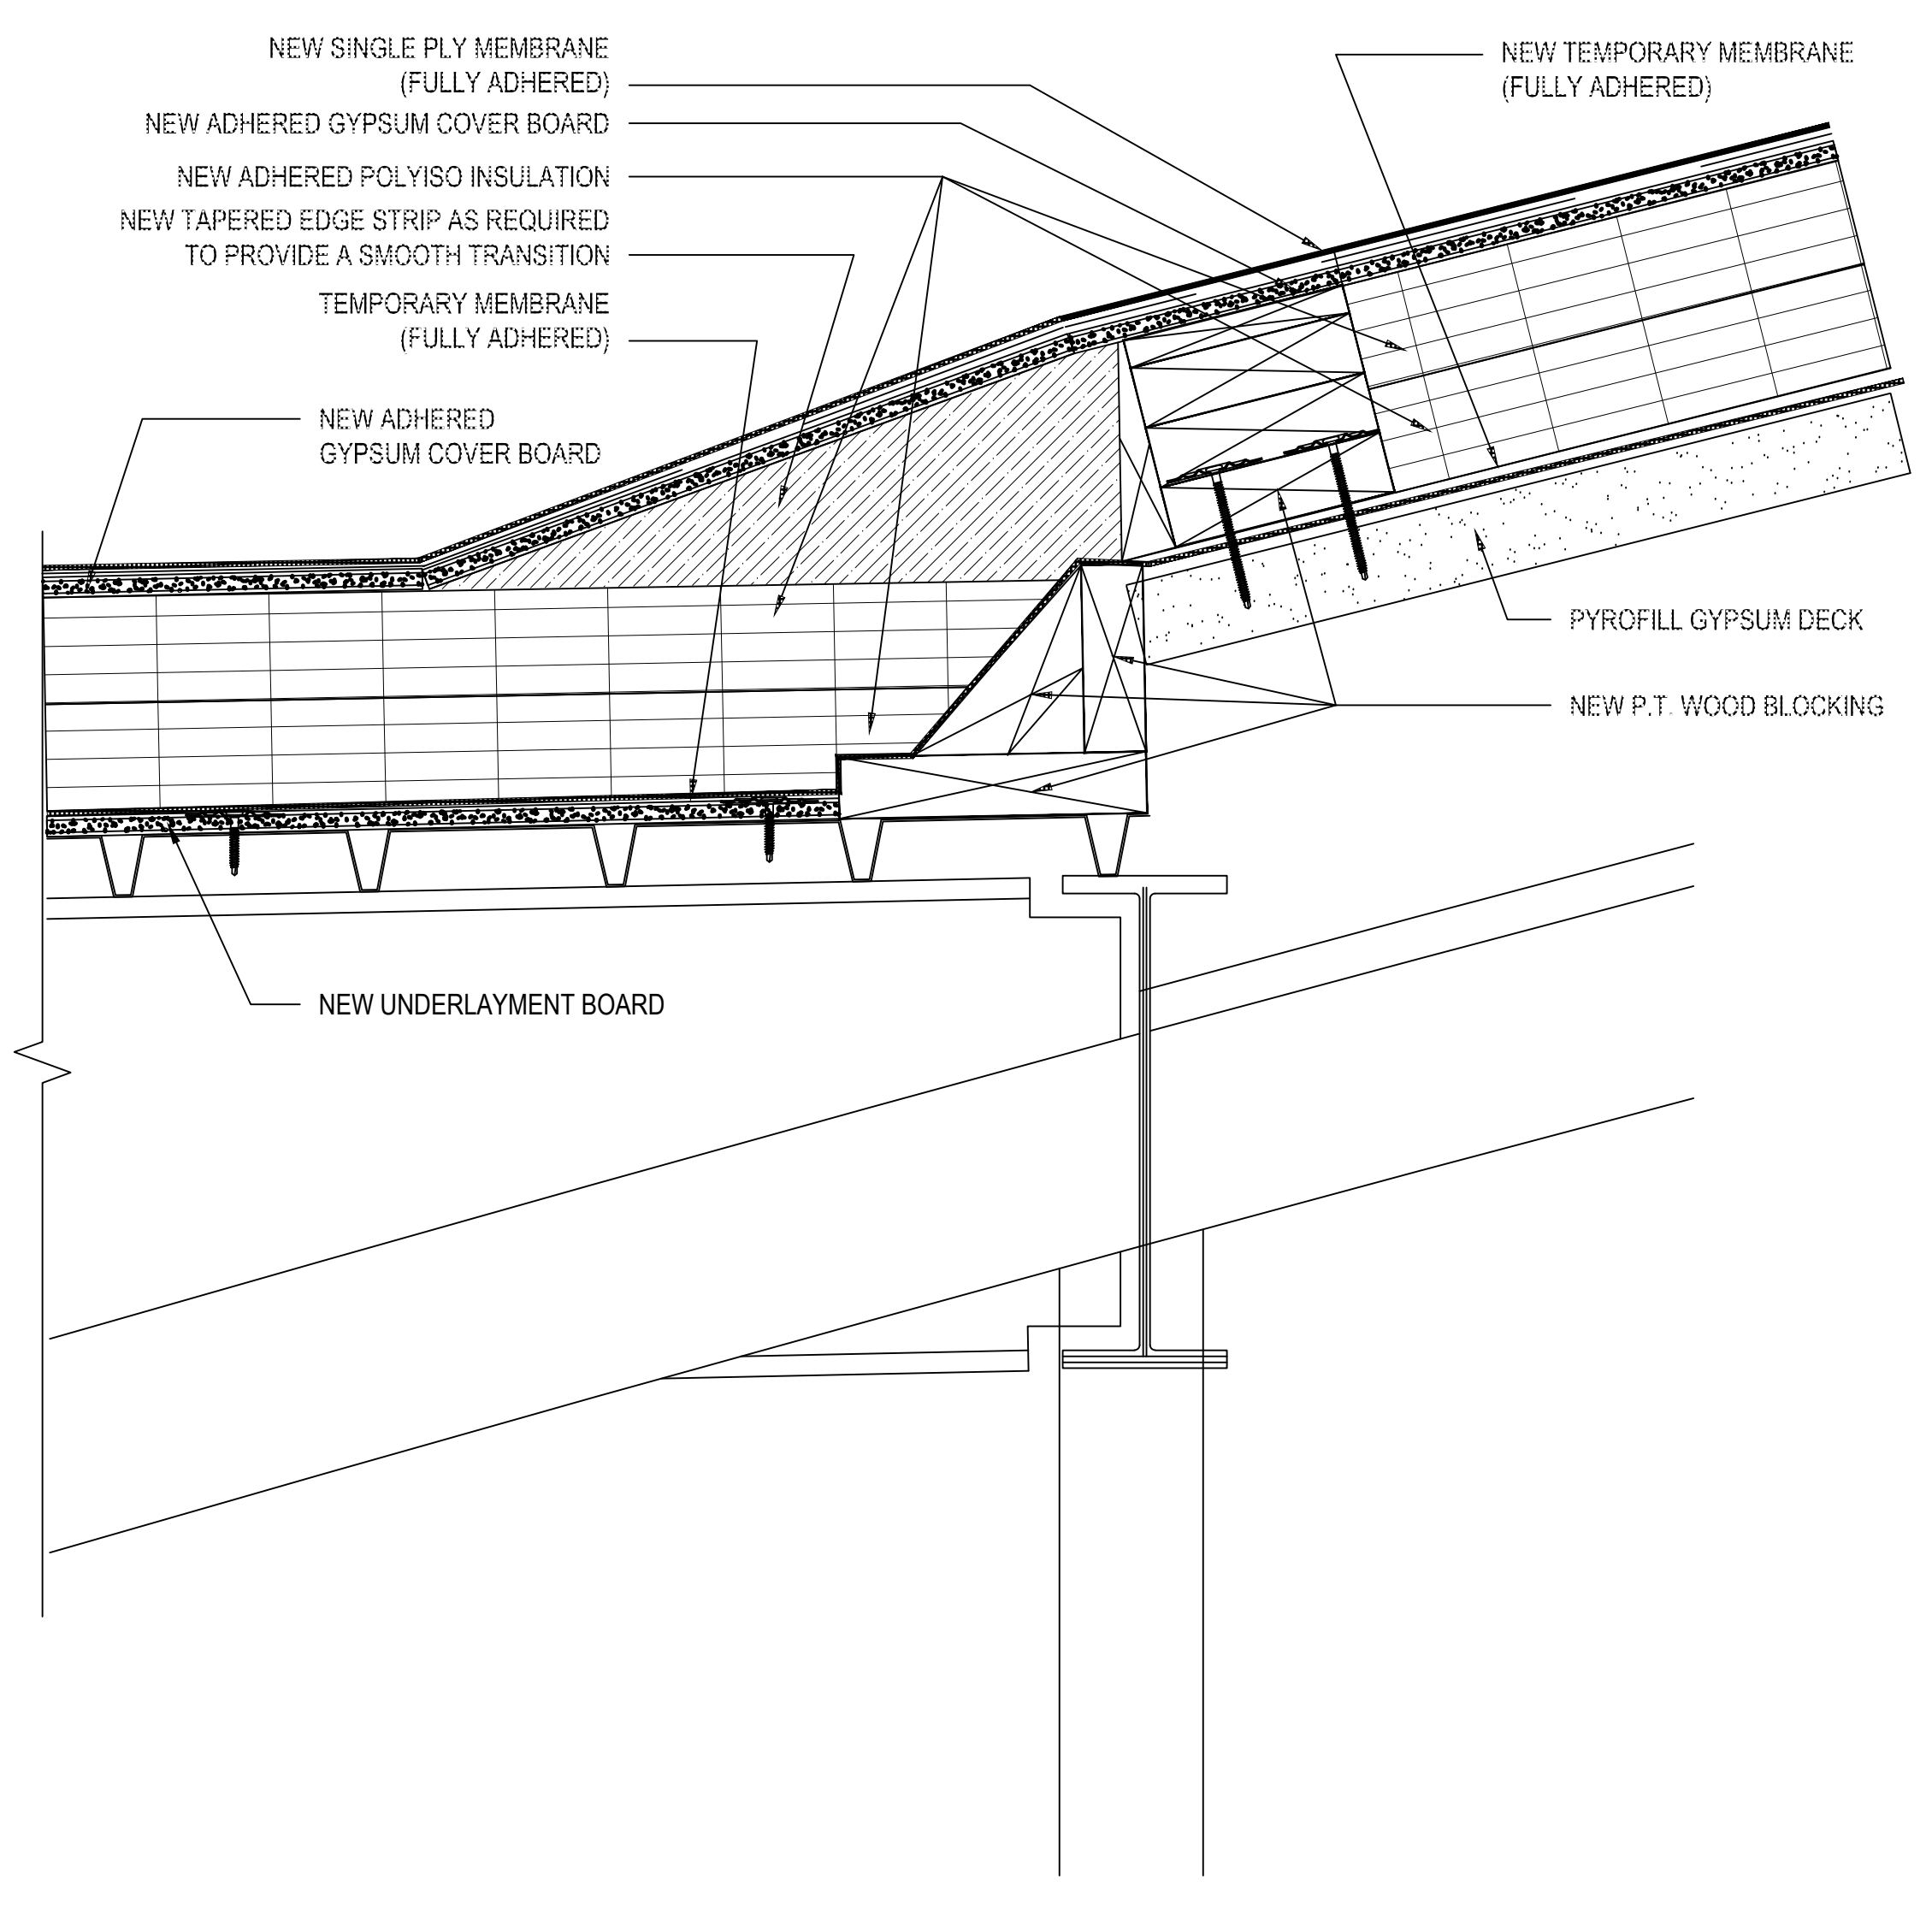 NEW SINGLE PLY MEMBRANE
(FULLY ADHERED)
NEW ADHERED GYPSUM COVER BOARD
NEW ADHERED POLYISO INSULATION
NEW TAPERED EDGE STRIP AS REQUIRED
TO PROVIDE A SMOOTH TRANSITION
TEMPORARY MEMBRANE
(FULLY ADHERED)
NEW ADHERED
GYPSUM COVER BOARD
NEW TEMPORARY MEMBRANE
(FULLY ADHERED)
PYROFILL GYPSUM DECK
NEW P.T. WOOD BLOCKING
NEW UNDERLAYMENT BOARD